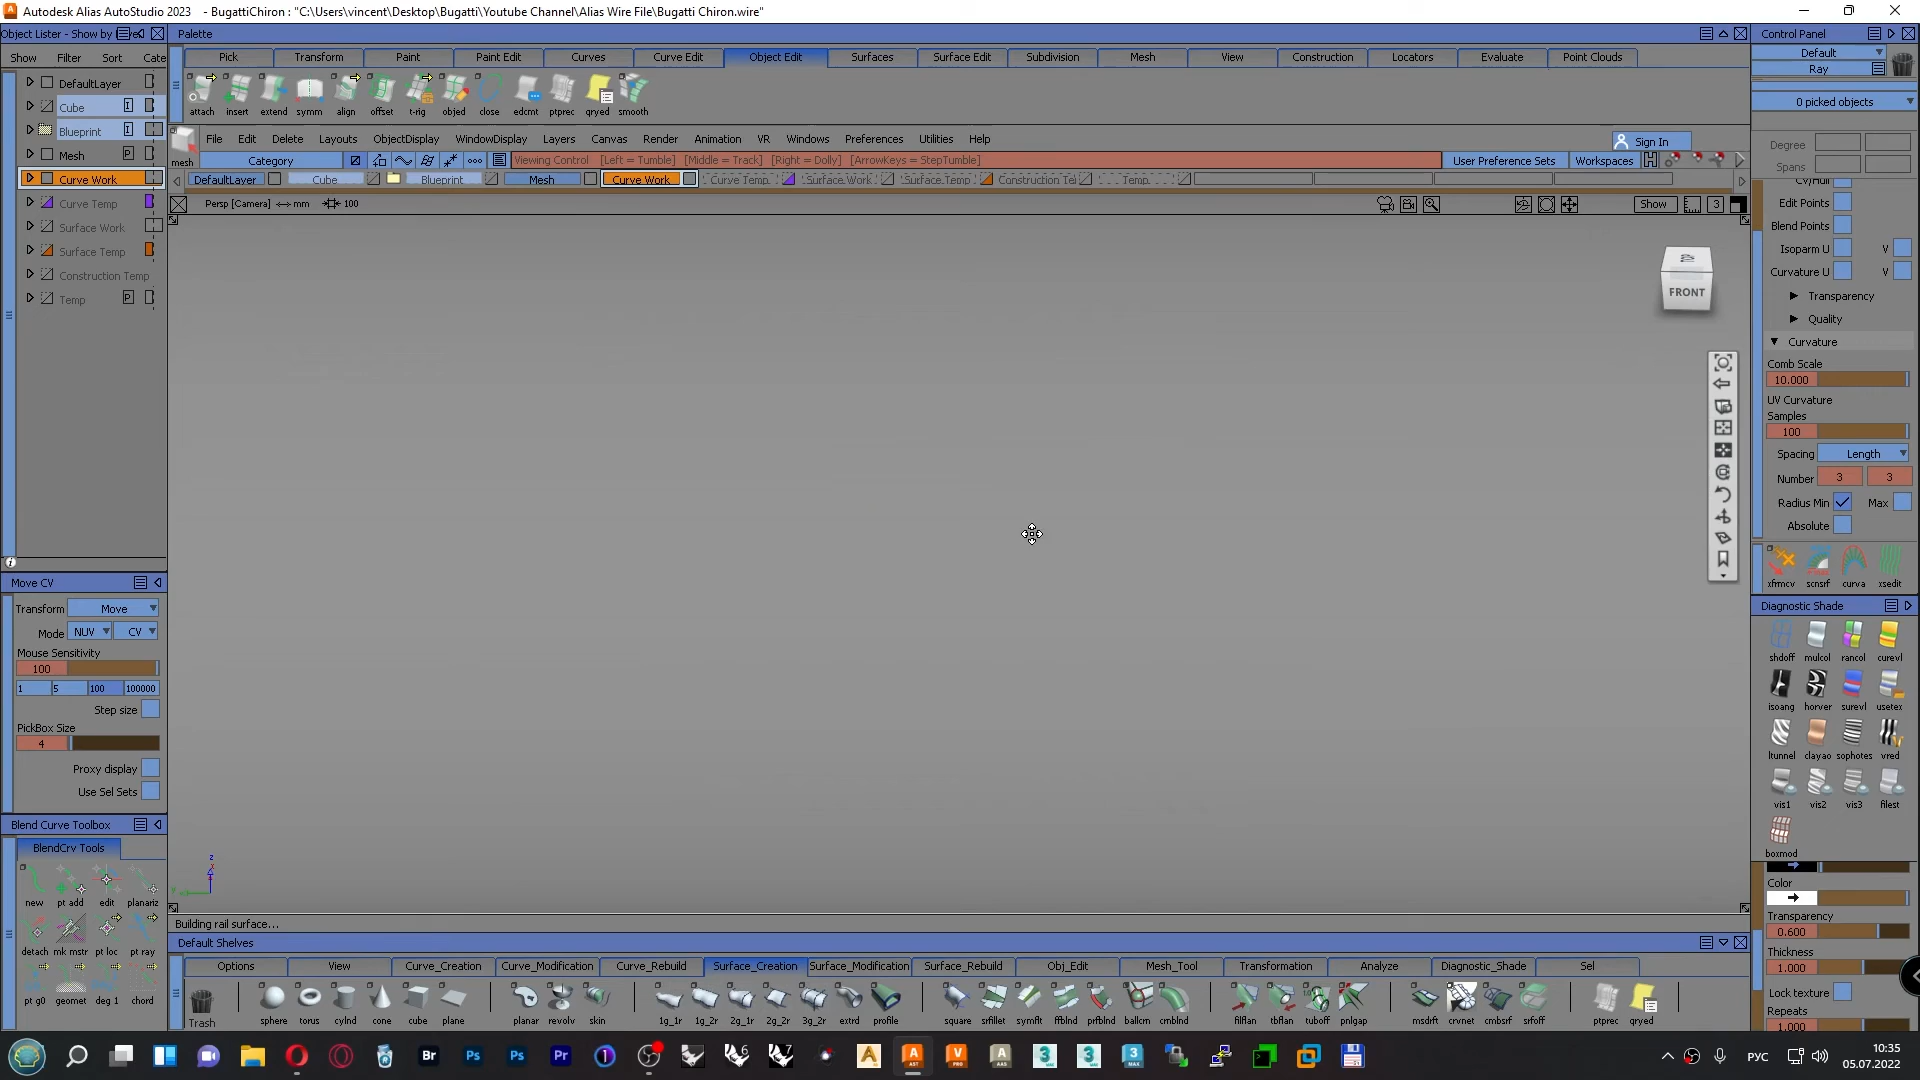 Autodesk Alias AutoStudio 2023 - BugattiChiron : "C:\Users\vincent\Desktop\Bugatti\Youtube Channel\Alias Wire File\Bugatti Chiron.wire"
Object Lister - Show by
Palette
Control Panel
Show Filter Sort Cate
Pick Transform Paint Paint Edit Curves Curve Edit Object Edit Surfaces Surface Edit Subdivision Mesh View Construction Locators Evaluate Point Clouds
Default
Ray
attach insert extend symm align offset t-rig objed close edcmt ptprec qryed smooth
0 picked objects
DefaultLayer
Cube I
Blueprint I
Mesh P
Curve Work
Curve Temp
Surface Work
Surface Temp
Construction Temp
Temp P
mesh
File Edit Delete Layouts ObjectDisplay WindowDisplay Layers Canvas Render Animation VR Windows Preferences Utilities Help
Sign In
Category
Viewing Control [Left = Tumble] [Middle = Track] [Right = Dolly] [ArrowKeys = StepTumble]
User Preference Sets Workspaces H
DefaultLayer Cube Blueprint Mesh Curve Work Curve Temp Surface Work Surface Temp Construction Te Temp
Persp [Camera] mm 100
Show 3
FRONT
Degree
Spans
CV/Hull
Edit Points
Blend Points
Isoparm U V
Curvature U V
Transparency
Quality
Curvature
Comb Scale
10.000
UV Curvature
Samples
100
Spacing Length
Number 3 3
Radius Min Max
Absolute
xfrmcv scnsrf curva xsedit
Diagnostic Shade
shdoff mulcol rancol curevl
isoang horver surevl usetex
ltunnel clayao sophotes vred
vis1 vis2 vis3 filest
boxmod
Color
Transparency
0.600
Thickness
1.000
Lock texture
Repeats
1.000
Move CV
Transform Move
Mode NUV CV
Mouse Sensitivity
100
1 5 100 100000
Step size
PickBox Size
4
Proxy display
Use Sel Sets
Blend Curve Toolbox
BlendCrv Tools
new pt add edit planariz
detach mk mstr pt loc pt ray
pt g0 geomet deg 1 chord
z
y
Building rail surface...
Default Shelves
Options View Curve_Creation Curve_Modification Curve_Rebuild Surface_Creation Surface_Modification Surface_Rebuild Obj_Edit Mesh_Tool Transformation Analyze Diagnostic_Shade Sel
Trash sphere torus cylnd cone cube plane planar revolv skin 1g_1r 1g_2r 2g_1r 2g_2r 3g_2r extrd profile square srfillet symflt ffblnd prfblnd ballcrn cmblnd filflan tbflan tuboff pnlgap msdrft crvnet cmbsrf srfoff ptprec qryed
Br Ps Ps Pr
РУС
10:35
05.07.2022